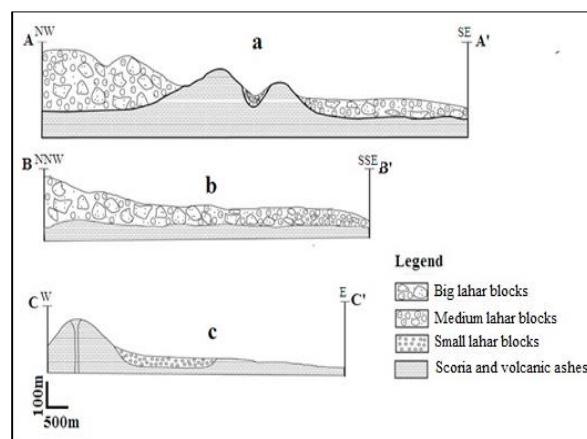 A NW
a
SE A'
B NNW
b
SSE B'
C W
c
E C'
100m
500m
Legend
Big lahar blocks
Medium lahar blocks
Small lahar blocks
Scoria and volcanic ashes